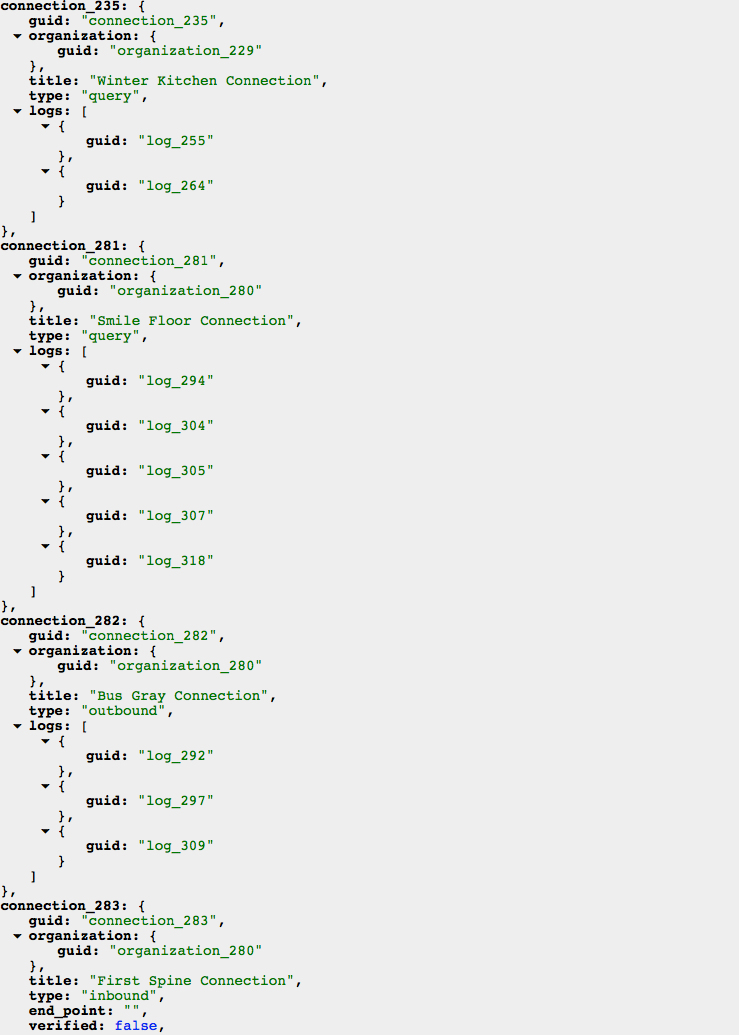 connection_235: {
guid: "connection_235",
organization: {
guid: "organization_229"
},
title: "Winter Kitchen Connection",
type: "query",
logs: [
{
guid: "log_255"
},
{
guid: "log_264"
}
]
},
connection_281: {
guid: "connection_281",
organization: {
guid: "organization_280"
},
title: "Smile Floor Connection",
type: "query",
logs: [
{
guid: "log_294"
},
{
guid: "log_304"
},
{
guid: "log_305"
},
{
guid: "log_307"
},
{
guid: "log_318"
}
]
},
connection_282: {
guid: "connection_282",
organization: {
guid: "organization_280"
},
title: "Bus Gray Connection",
type: "outbound",
logs: [
{
guid: "log_292"
},
{
guid: "log_297"
},
{
guid: "log_309"
}
]
},
connection_283: {
guid: "connection_283",
organization: {
guid: "organization_280"
},
title: "First Spine Connection",
type: "inbound",
end_point: "",
verified: false,